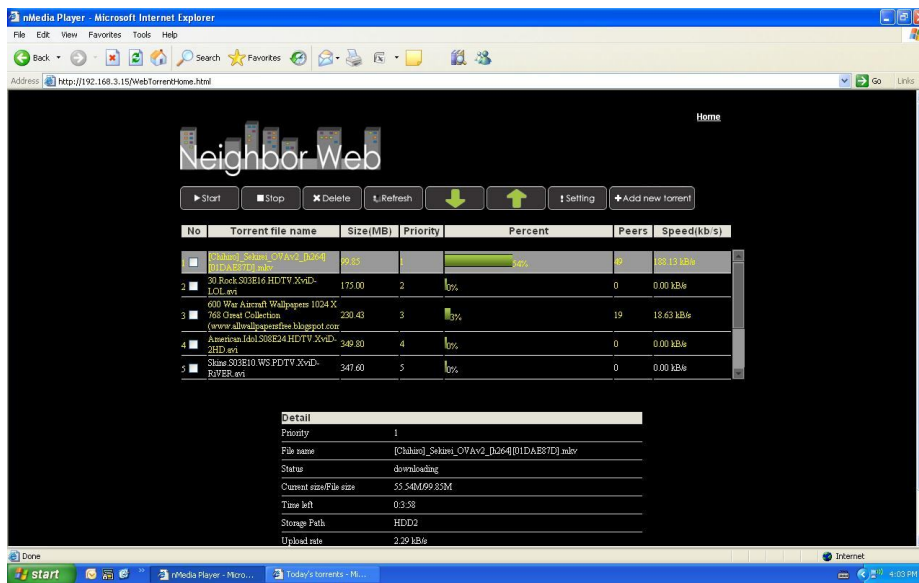 nMedia Player - Microsoft Internet Explorer
File Edit View Favorites Tools Help
Back Search Favorites
Address http://192.168.3.15/WebTorrentHome.html Go Links
Home
Neighbor Web
Start Stop Delete Refresh Setting Add new torrent
No Torrent file name Size(MB) Priority Percent Peers Speed(kb/s)
1 [Chihiro]_Sekirei_OVAv2_[h264] 99.85 1 54% 49 188.13 kB/s
[01DAE87D].mkv
2 30.Rock.S03E16.HDTV.XviD- 175.00 2 0% 0 0.00 kB/s
LOL.avi
600 War Aircraft Wallpapers 1024 X
3 768 Great Collection 230.43 3 3% 19 18.63 kB/s
(www.allwallpapersfree.blogspot.com
4 American.Idol.S08E24.HDTV.XviD- 349.80 4 0% 0 0.00 kB/s
2HD.avi
5 Skins.S03E10.WS.PDTV.XviD- 347.60 5 0% 0 0.00 kB/s
RiVER.avi
Detail
Priority 1
File name [Chihiro]_Sekirei_OVAv2_[h264][01DAE87D].mkv
Status downloading
Current size/File size 55.54M/99.85M
Time left 0:3:58
Storage Path HDD2
Upload rate 2.29 kB/s
Done Internet
start nMedia Player - Micro... Today's torrents - Mi... 4:03 PM